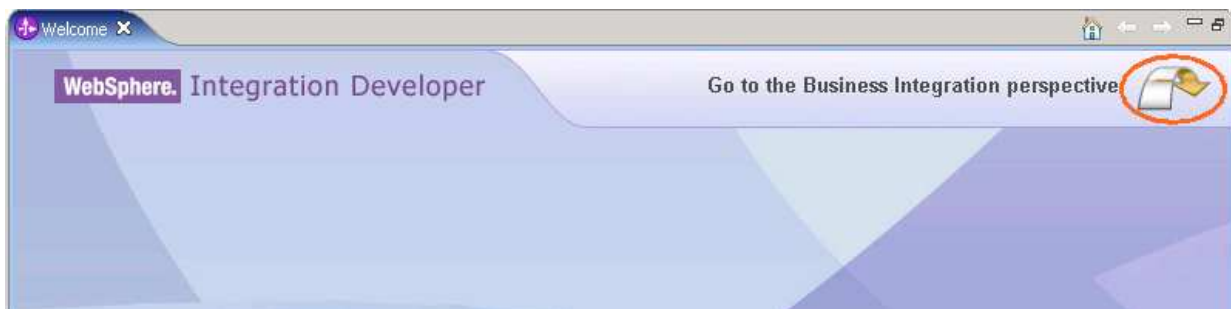 Welcome
WebSphere. Integration Developer
Go to the Business Integration perspective